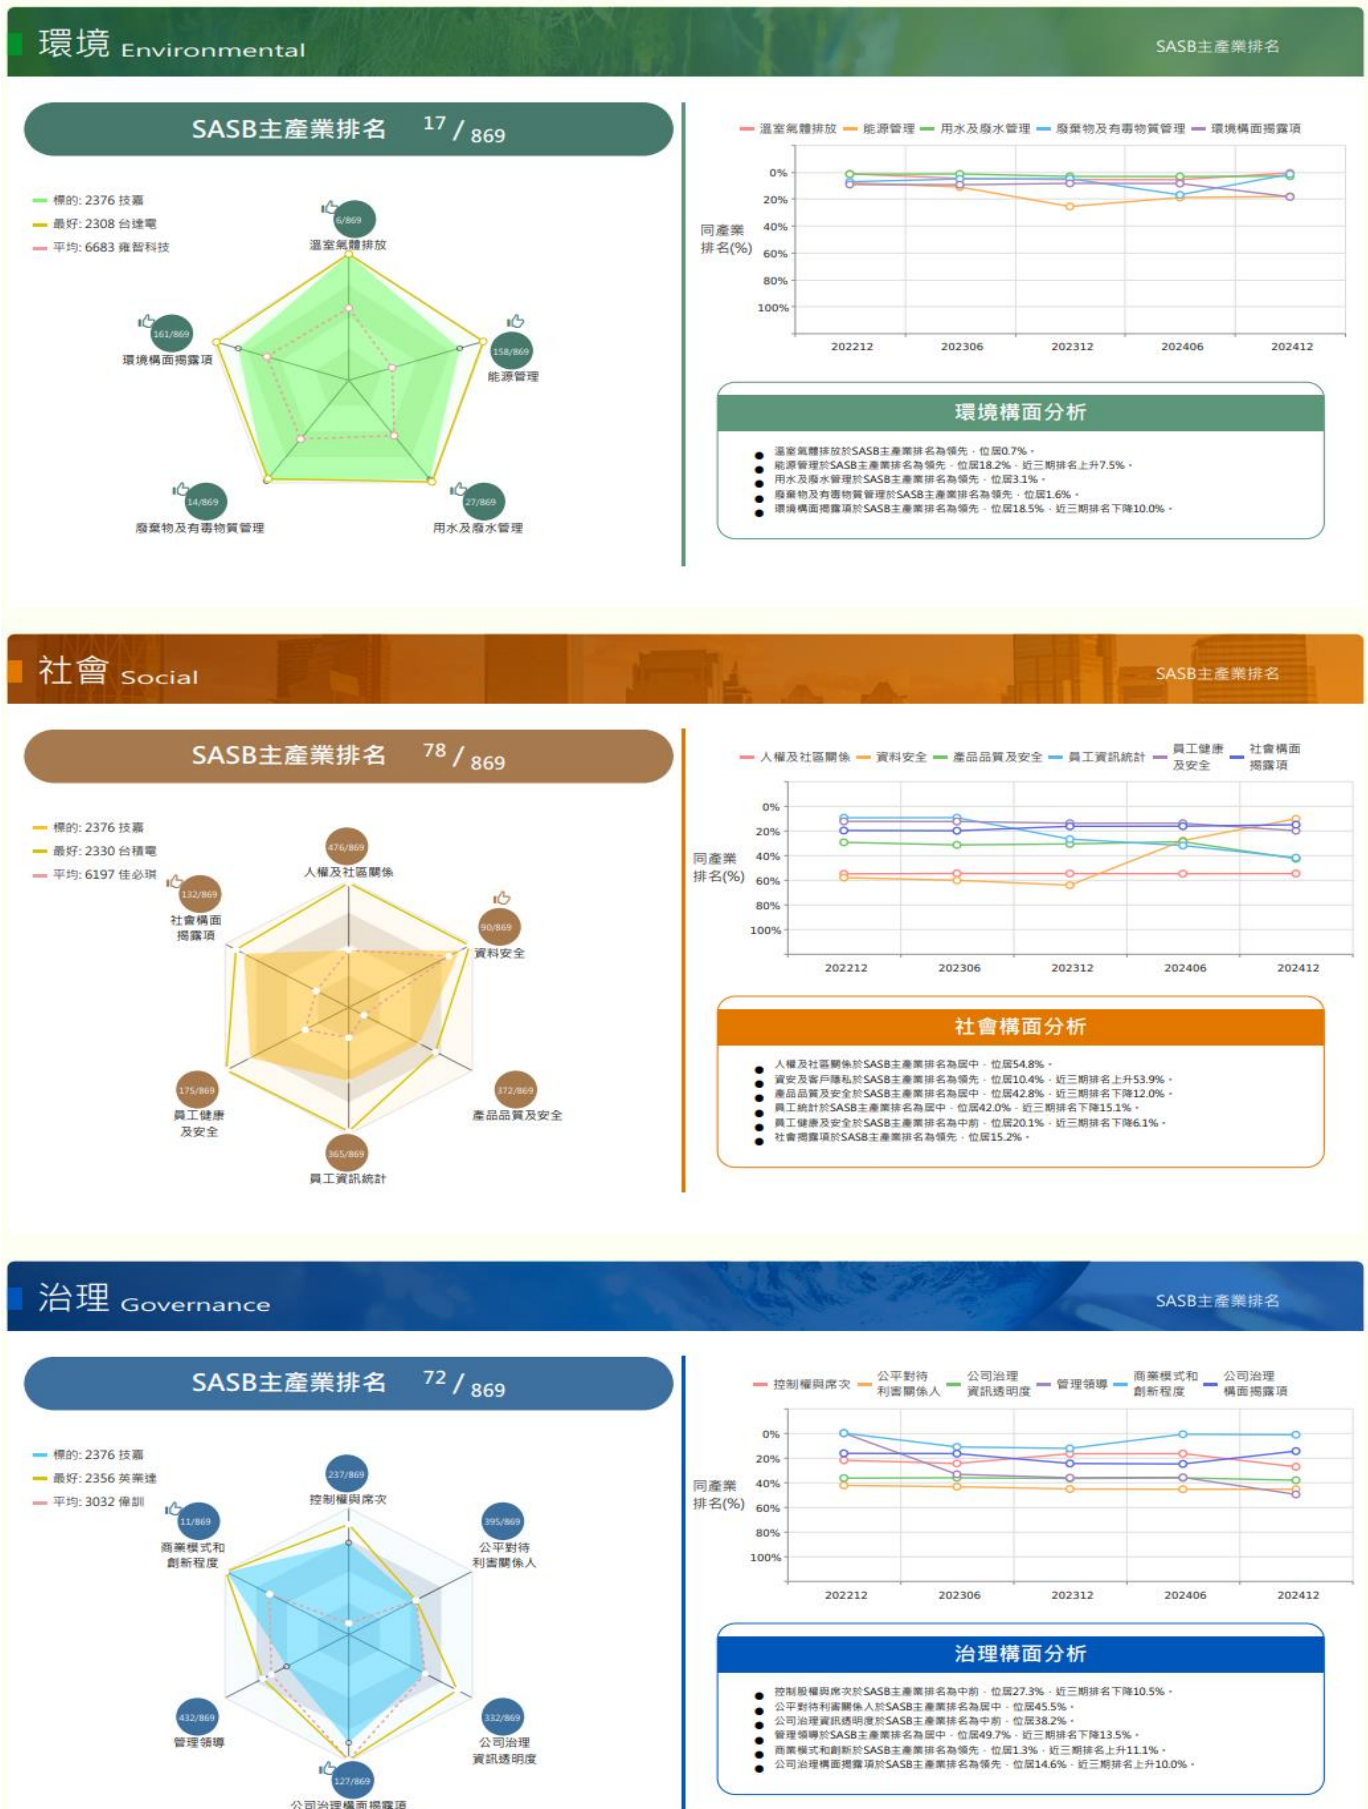 環境 Environmental
SASB主產業排名
SASB主產業排名 17 / 869
標的: 2376 技嘉
最好: 2308 台達電
平均: 6683 雍智科技
6/869
溫室氣體排放
161/869
環境構面揭露項
158/869
能源管理
14/869
廢棄物及有毒物質管理
27/869
用水及廢水管理
溫室氣體排放 能源管理 用水及廢水管理 廢棄物及有毒物質管理 環境構面揭露項
同產業
排名(%)
0%
20%
40%
60%
80%
100%
202212 202306 202312 202406 202412
環境構面分析
溫室氣體排放於SASB主產業排名為領先，位居0.7%。
能源管理於SASB主產業排名為領先，位居18.2%，近三期排名上升7.5%。
用水及廢水管理於SASB主產業排名為領先，位居3.1%。
廢棄物及有毒物質管理於SASB主產業排名為領先，位居1.6%。
環境構面揭露項於SASB主產業排名為領先，位居18.5%，近三期排名下降10.0%。
社會 Social
SASB主產業排名
SASB主產業排名 78 / 869
標的: 2376 技嘉
最好: 2330 台積電
平均: 6197 佳必琪
476/869
人權及社區關係
132/869
社會構面
揭露項
90/869
資料安全
175/869
員工健康
及安全
372/869
產品品質及安全
365/869
員工資訊統計
人權及社區關係 資料安全 產品品質及安全 員工資訊統計 員工健康
及安全 社會構面
揭露項
同產業
排名(%)
0%
20%
40%
60%
80%
100%
202212 202306 202312 202406 202412
社會構面分析
人權及社區關係於SASB主產業排名為居中，位居54.8%。
資安及客戶隱私於SASB主產業排名為領先，位居10.4%，近三期排名上升53.9%。
產品品質及安全於SASB主產業排名為居中，位居42.8%，近三期排名下降12.0%。
員工統計於SASB主產業排名為居中，位居42.0%，近三期排名下降15.1%。
員工健康及安全於SASB主產業排名為中前，位居20.1%，近三期排名下降6.1%。
社會揭露項於SASB主產業排名為領先，位居15.2%。
治理 Governance
SASB主產業排名
SASB主產業排名 72 / 869
標的: 2376 技嘉
最好: 2356 英業達
平均: 3032 偉訓
237/869
控制權與席次
11/869
商業模式和
創新程度
395/869
公平對待
利害關係人
432/869
管理領導
332/869
公司治理
資訊透明度
127/869
公司治理構面揭露項
控制權與席次 公平對待
利害關係人 公司治理
資訊透明度 管理領導 商業模式和
創新程度 公司治理
構面揭露項
同產業
排名(%)
0%
20%
40%
60%
80%
100%
202212 202306 202312 202406 202412
治理構面分析
控制股權與席次於SASB主產業排名為中前，位居27.3%，近三期排名下降10.5%。
公平對待利害關係人於SASB主產業排名為居中，位居45.5%。
公司治理資訊透明度於SASB主產業排名為中前，位居38.2%。
管理領導於SASB主產業排名為居中，位居49.7%，近三期排名下降13.5%。
商業模式和創新於SASB主產業排名為領先，位居1.3%，近三期排名上升11.1%。
公司治理構面揭露項於SASB主產業排名為領先，位居14.6%，近三期排名上升10.0%。